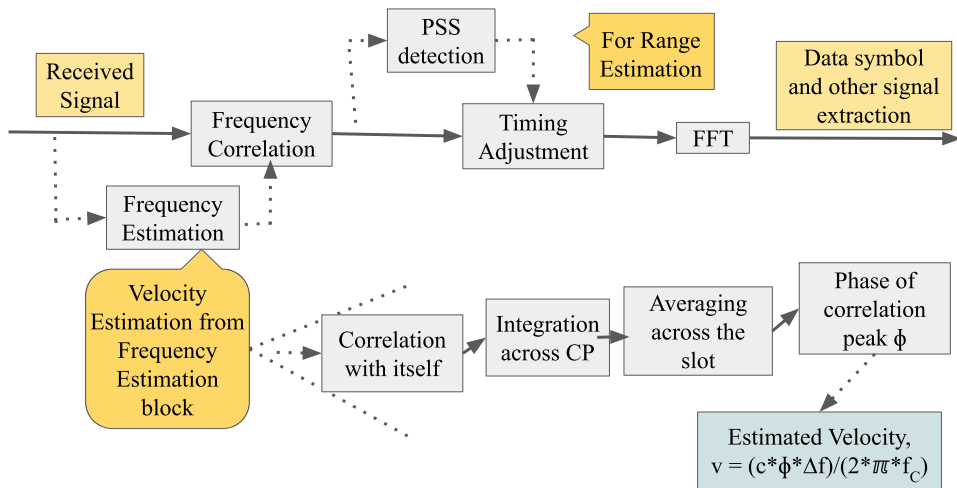 PSS
detection
For Range
Estimation
Received
Signal
Data symbol
and other signal
extraction
Frequency
Correlation
Timing
Adjustment
FFT
Frequency
Estimation
Velocity
Estimation from
Frequency
Estimation
block
Correlation
with itself
Integration
across CP
Averaging
across the
slot
Phase of
correlation
peak ϕ
Estimated Velocity,
v = (c*ϕ*Δf)/(2*π*f_C)